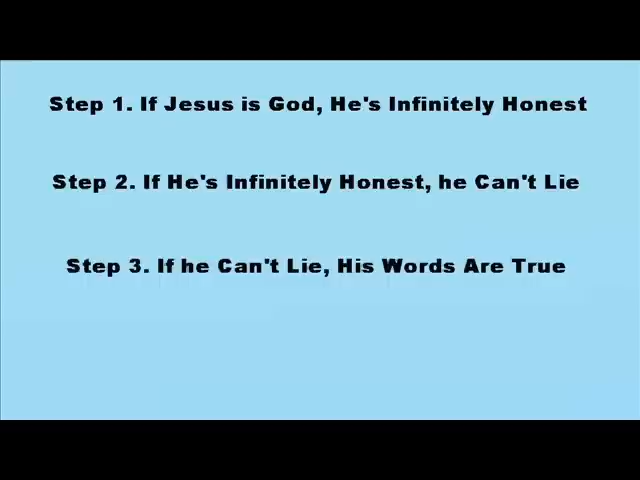 Step 1. If Jesus is God, He's Infinitely Honest
Step 2. If He's Infinitely Honest, he Can't Lie
Step 3. If he Can't Lie, His Words Are True